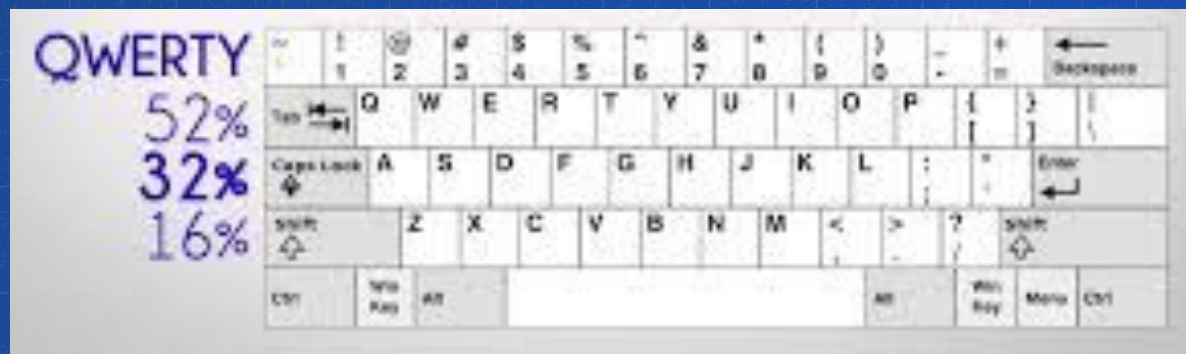 QWERTY ~ ! @ # $ % ^ & * ( ) _ +
` 1 2 3 4 5 6 7 8 9 0 - = Backspace
52% Tab Q W E R T Y U I O P { } |
[ ] \
32% Caps Lock A S D F G H J K L : " Enter
; '
16% Shift Z X C V B N M < > ? Shift
, . /
Ctrl Win Key Alt Alt Win Key Menu Ctrl